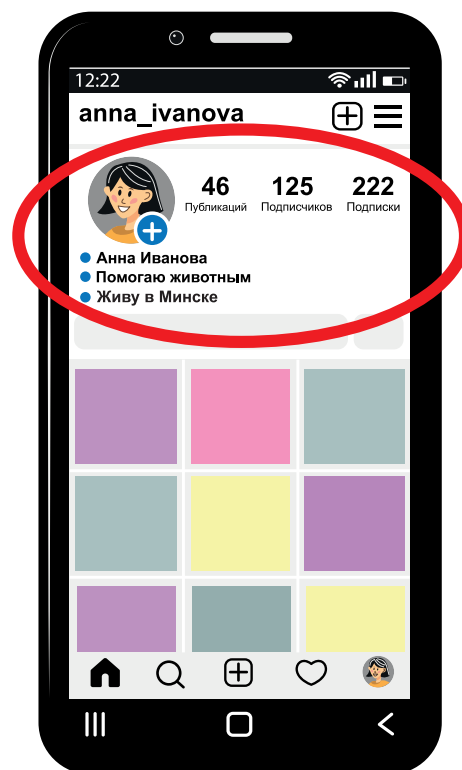 12:22
anna_ivanova
46 125 222
Публикаций Подписчиков Подписки
Анна Иванова
Помогаю животным
Живу в Минске